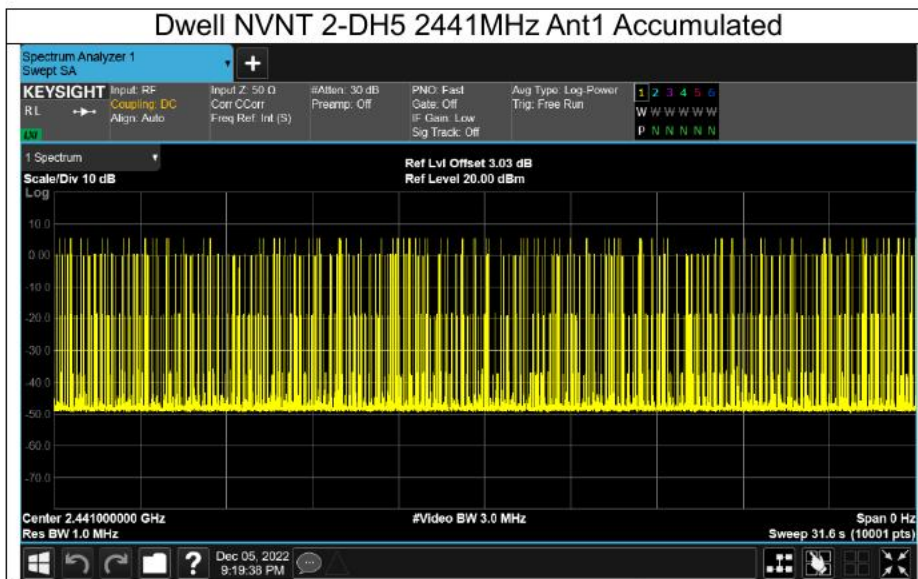 Dwell NVNT 2-DH5 2441MHz Ant1 Accumulated
Spectrum Analyzer 1
Swept SA
+
KEYSIGHT Input: RF Input Z: 50 Ω #Atten: 30 dB PNO: Fast Avg Type: Log-Power 1 2 3 4 5 6
RL Coupling: DC Corr CCorr Preamp: Off Gate: Off Trig: Free Run W W W W W W
Align: Auto Freq Ref: Int (S) IF Gain: Low P N N N N N
Sig Track: Off
LXI
1 Spectrum
Scale/Div 10 dB
Ref Lvl Offset 3.03 dB
Ref Level 20.00 dBm
Log
10.0
0.00
-10.0
-20.0
-30.0
-40.0
-50.0
-60.0
-70.0
Center 2.441000000 GHz #Video BW 3.0 MHz Span 0 Hz
Res BW 1.0 MHz Sweep 31.6 s (10001 pts)
? Dec 05, 2022
9:19:38 PM